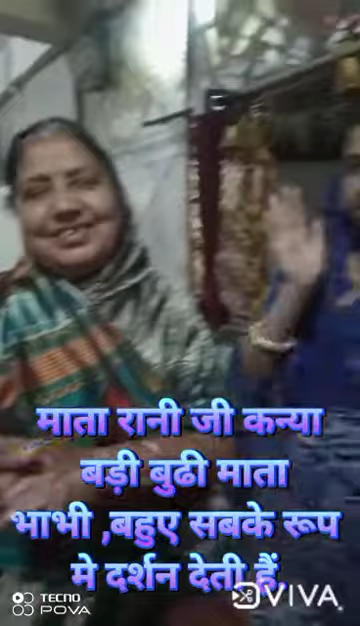 माता रानी जी कन्या
बड़ी बुढी माता
भाभी ,बहुए सबके रूप
मे दर्शन देती हैं,
TECNO
POVA
VIVA